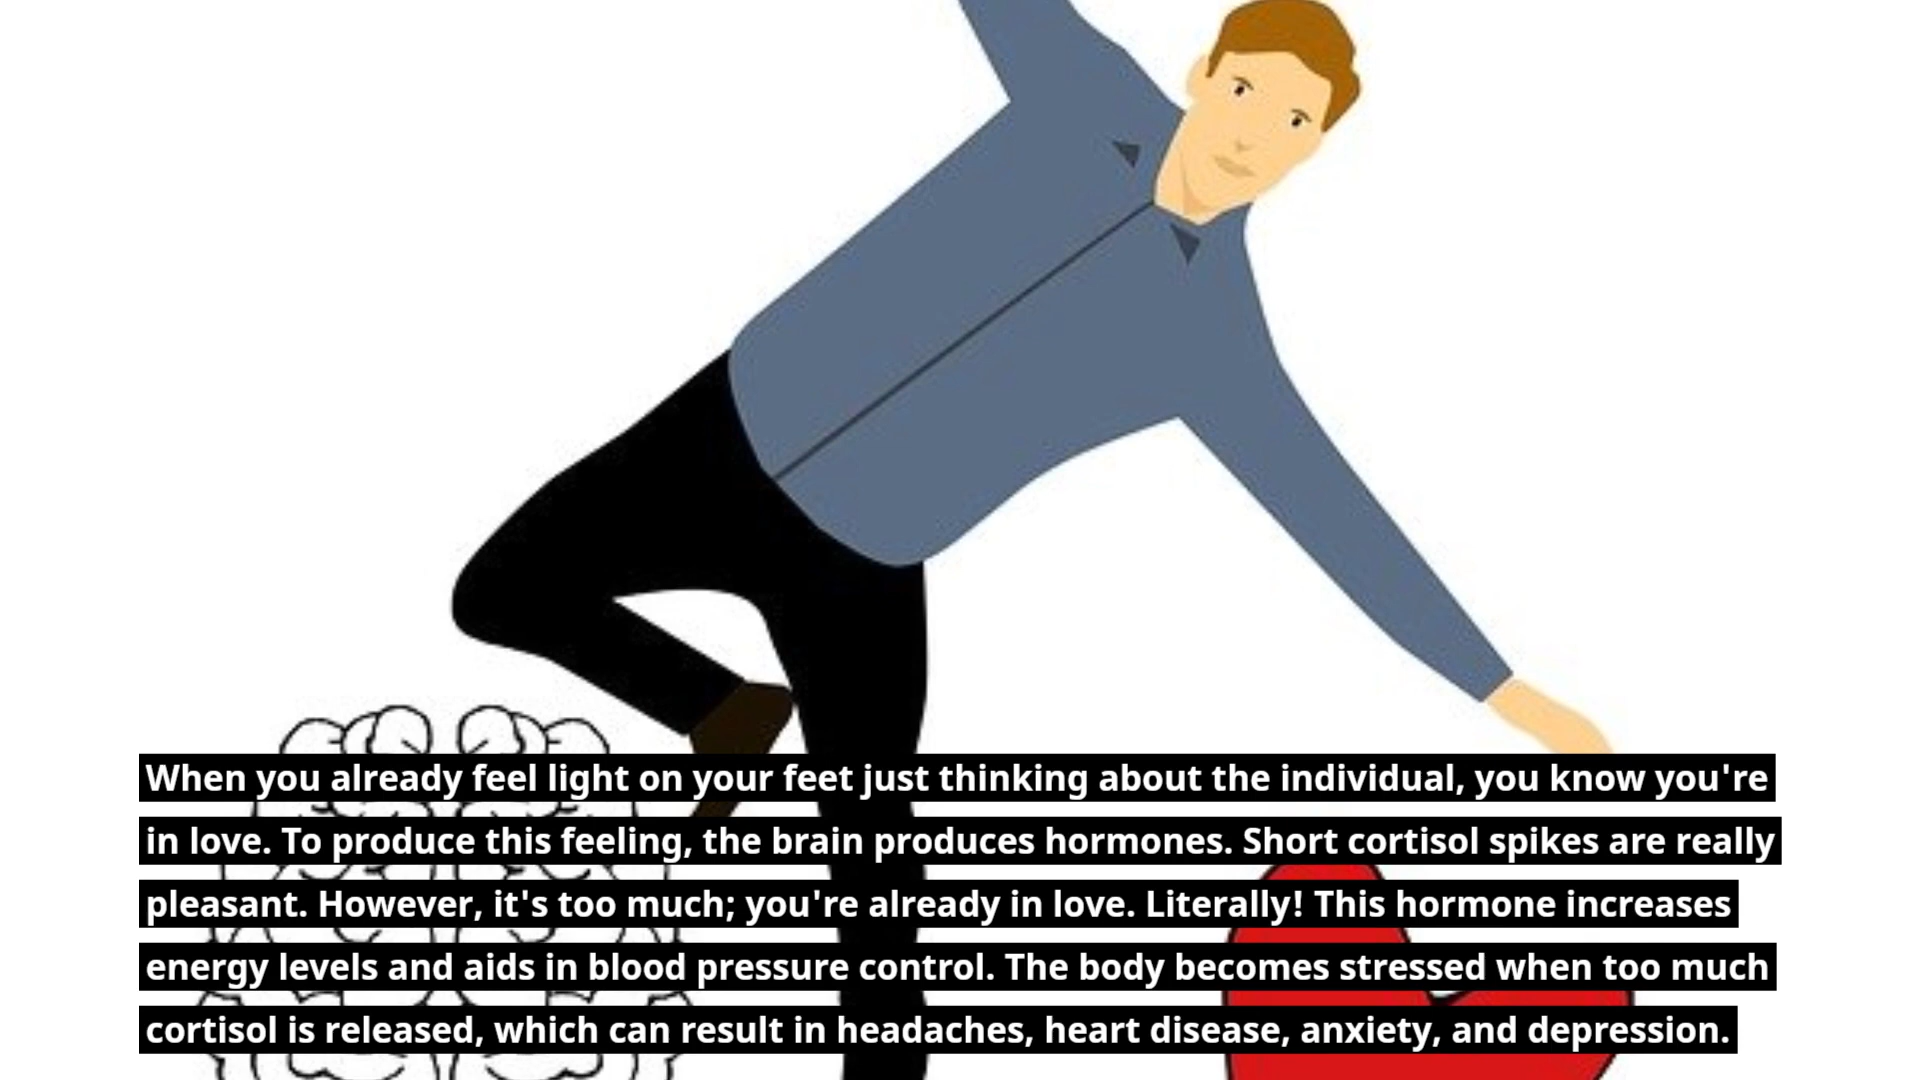 When you already feel light on your feet just thinking about the individual, you know you're
in love. To produce this feeling, the brain produces hormones. Short cortisol spikes are really
pleasant. However, it's too much; you're already in love. Literally! This hormone increases
energy levels and aids in blood pressure control. The body becomes stressed when too much
cortisol is released, which can result in headaches, heart disease, anxiety, and depression.